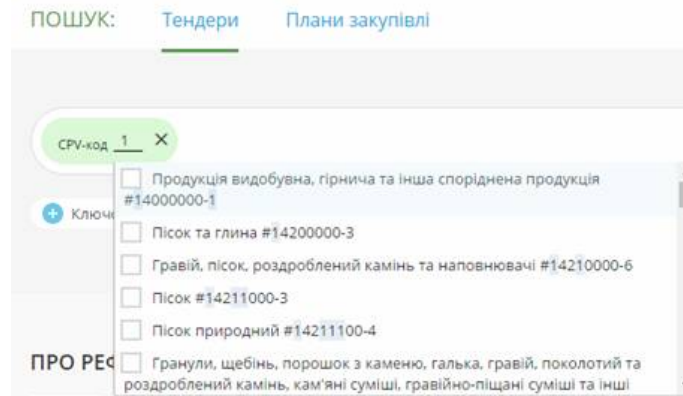 ПОШУК: Тендери Плани закупівлі
CPV-код 1 ×
Продукція видобувна, гірнича та інша споріднена продукція
#14000000-1
Ключо
Пісок та глина #14200000-3
Гравій, пісок, роздроблений камінь та наповнювачі #14210000-6
Пісок #14211000-3
Пісок природний #14211100-4
ПРО РЕФ
Гранули, щебінь, порошок з каменю, галька, гравій, поколотий та
роздроблений камінь, кам'яні суміші, гравійно-піщані суміші та інші